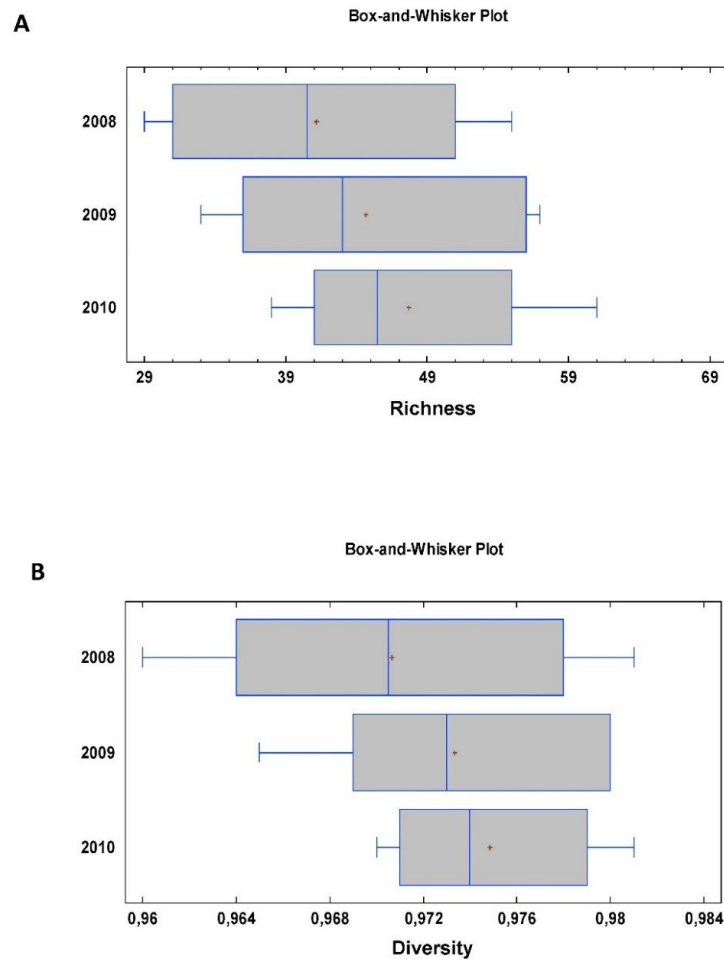 A
Box-and-Whisker Plot
2008
2009
2010
29 39 49 59 69
Richness
B
Box-and-Whisker Plot
2008
2009
2010
0,96 0,964 0,968 0,972 0,976 0,98 0,984
Diversity